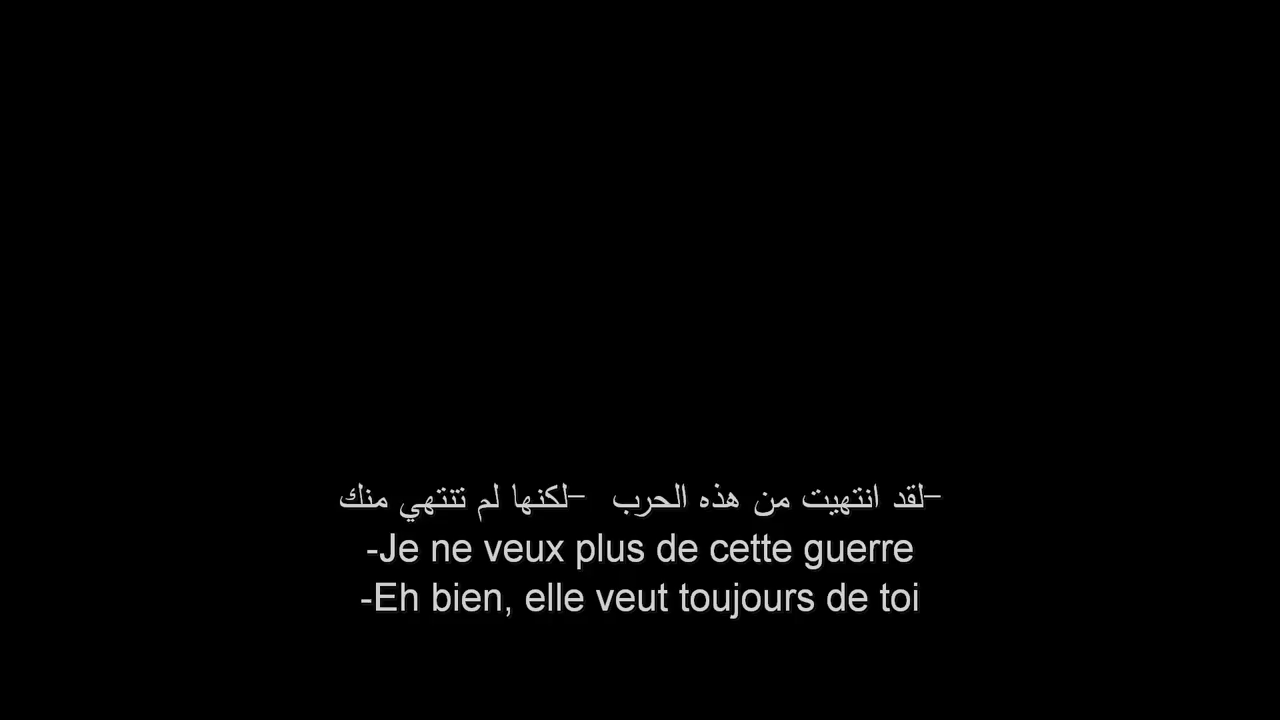 -لقد انتهيت من هذه الحرب  -لكنها لم تنتهي منك
-Je ne veux plus de cette guerre
-Eh bien, elle veut toujours de toi